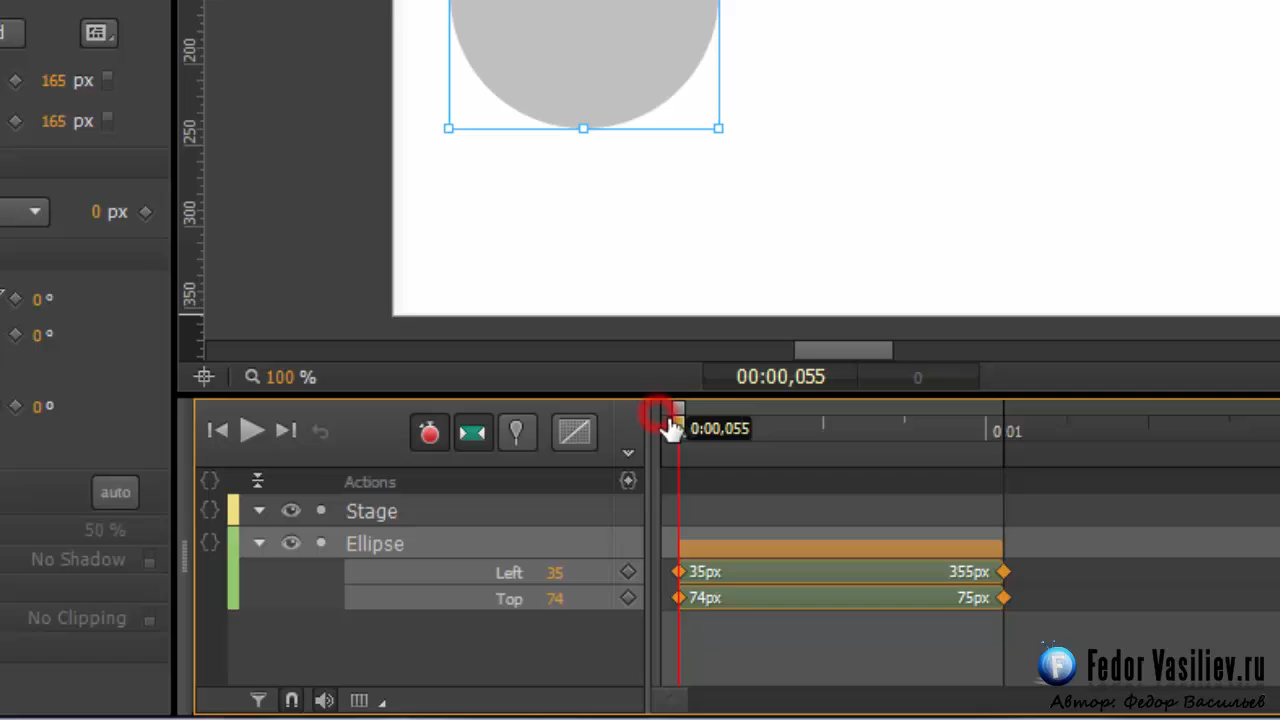 d
165 px
200
165 px
250
0 px
300
350
0 º
0 º
100 %
00:00,055
0
0 º
0:00,055
0:01
auto
50 %
{ } Actions
{ } Stage
{ } Ellipse
No Shadow
Left 35
35px 355px
Top 74
74px 75px
No Clipping
F Fedor Vasiliev.ru
Автор: Федор Васильев